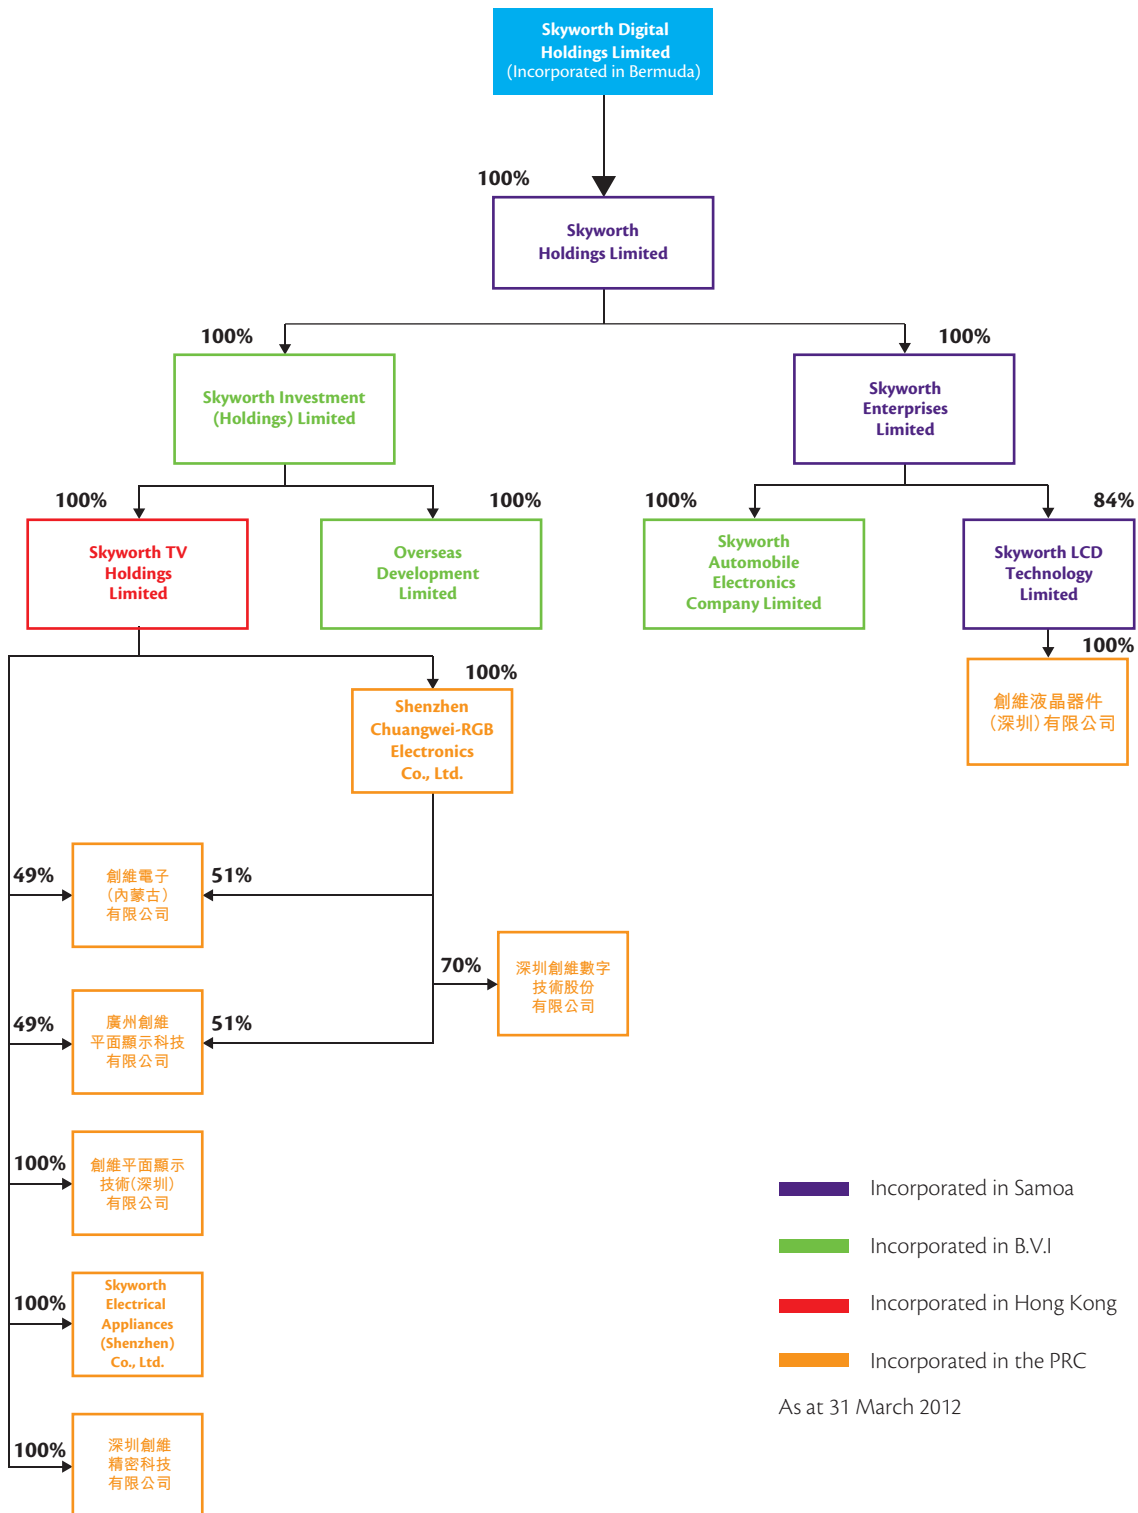 Skyworth Digital
Holdings Limited
(Incorporated in Bermuda)
100%
Skyworth
Holdings Limited
100%
100%
Skyworth Investment
(Holdings) Limited
Skyworth
Enterprises
Limited
100%
100%
100%
84%
Skyworth TV
Holdings
Limited
Overseas
Development
Limited
Skyworth
Automobile
Electronics
Company Limited
Skyworth LCD
Technology
Limited
100%
100%
Shenzhen
Chuangwei-RGB
Electronics
Co., Ltd.
創維液晶器件
(深圳)有限公司
49%
創維電子
(內蒙古)
有限公司
51%
70%
深圳創維數字
技術股份
有限公司
49%
廣州創維
平面顯示科技
有限公司
51%
100%
創維平面顯示
技術(深圳)
有限公司
100%
Skyworth
Electrical
Appliances
(Shenzhen)
Co., Ltd.
100%
深圳創維
精密科技
有限公司
Incorporated in Samoa
Incorporated in B.V.I
Incorporated in Hong Kong
Incorporated in the PRC
As at 31 March 2012